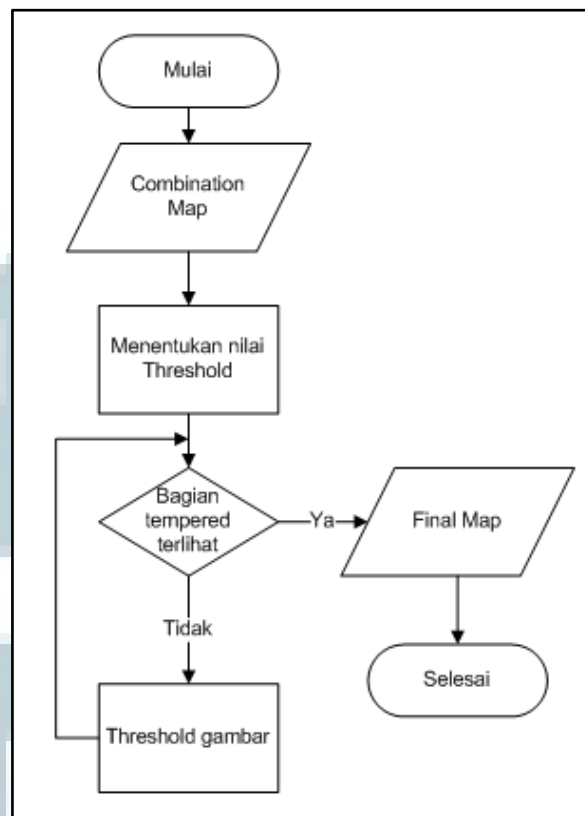 Mulai
Combination
Map
Menentukan nilai
Threshold
Bagian
tempered
terlihat
Ya
Final Map
Tidak
Selesai
Threshold gambar